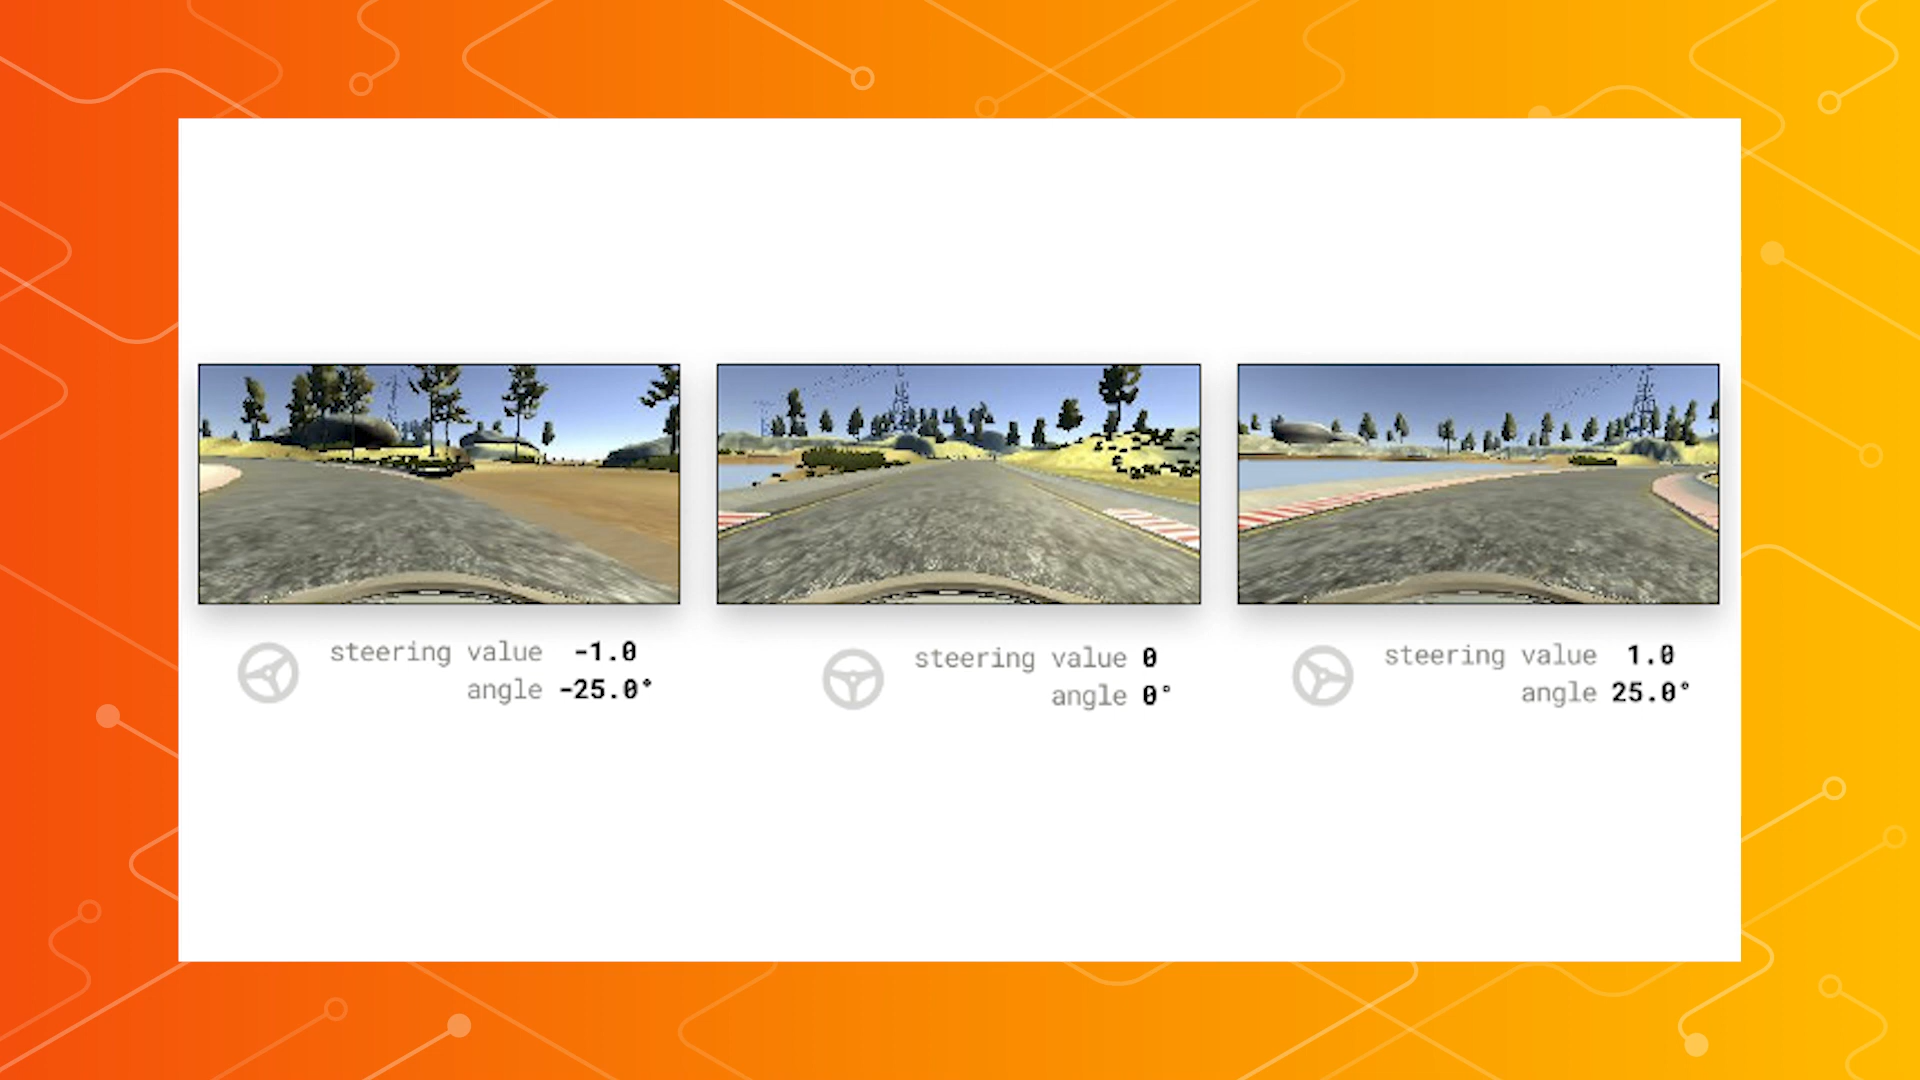 steering value -1.0
angle -25.0°
steering value 0
angle 0°
steering value 1.0
angle 25.0°